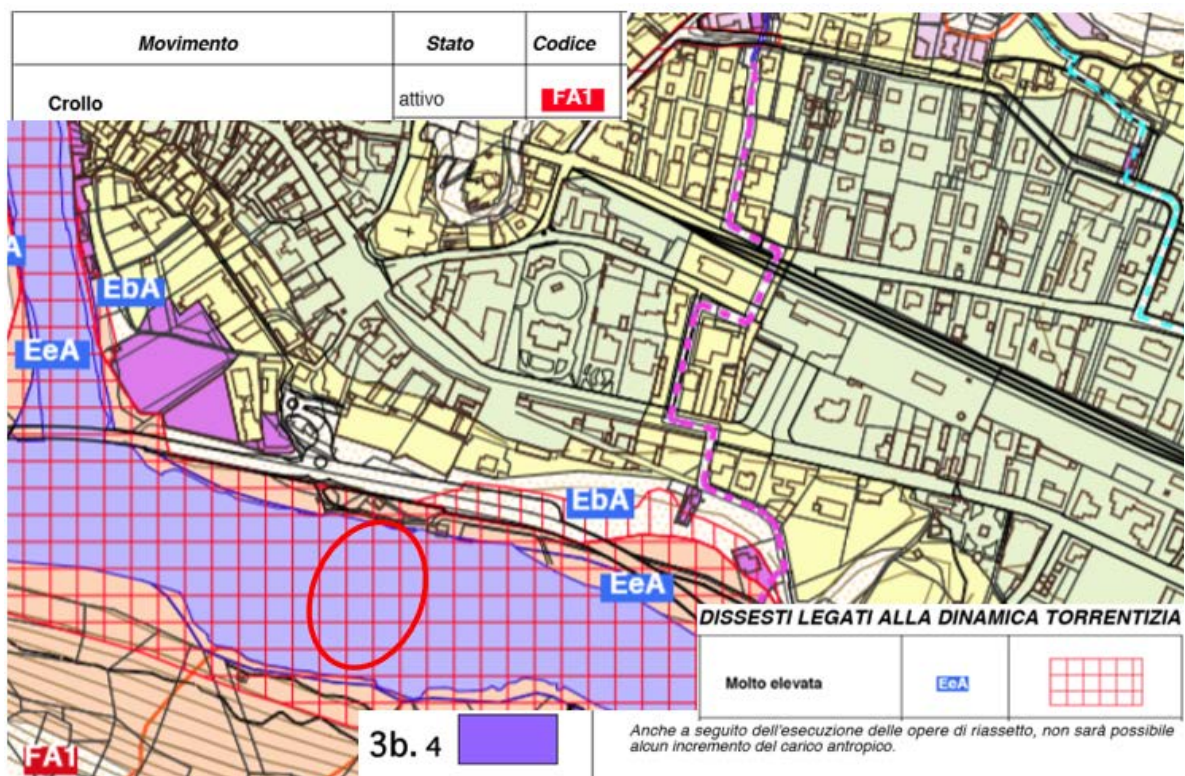 Movimento Stato Codice
Crollo attivo FA1
EbA
A
EeA
EbA
EeA
DISSESTI LEGATI ALLA DINAMICA TORRENTIZIA
Molto elevata EeA
3b. 4
Anche a seguito dell'esecuzione delle opere di riassetto, non sarà possibile
alcun incremento del carico antropico.
FA1